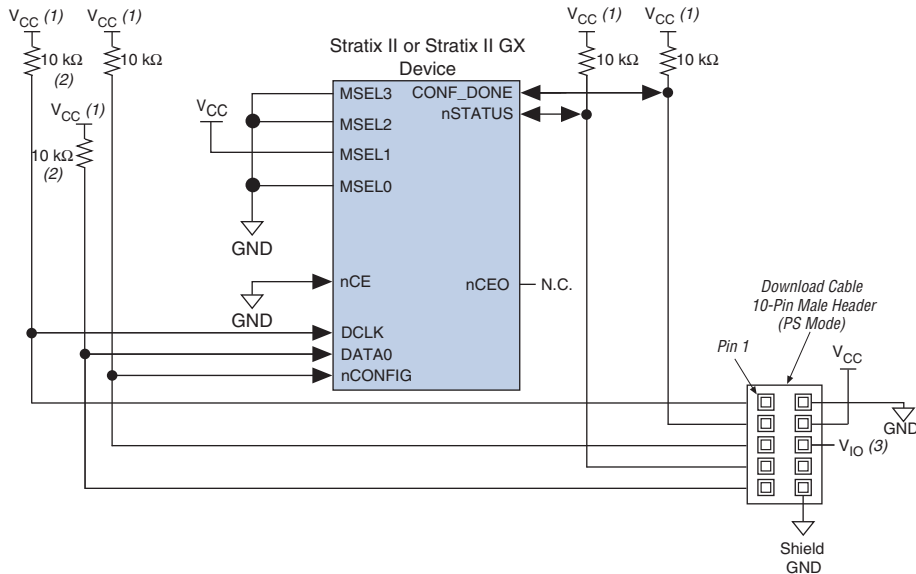 VCC (1) VCC (1) VCC (1) VCC (1)
10 kΩ 10 kΩ 10 kΩ 10 kΩ
(2)
Stratix II or Stratix II GX
Device
VCC (1)
10 kΩ
(2)
VCC
MSEL3 CONF_DONE
nSTATUS
MSEL2
MSEL1
MSEL0
GND
nCE nCEO N.C.
GND
DCLK
DATA0
nCONFIG
Download Cable
10-Pin Male Header
(PS Mode)
Pin 1 VCC
GND
VIO (3)
Shield
GND